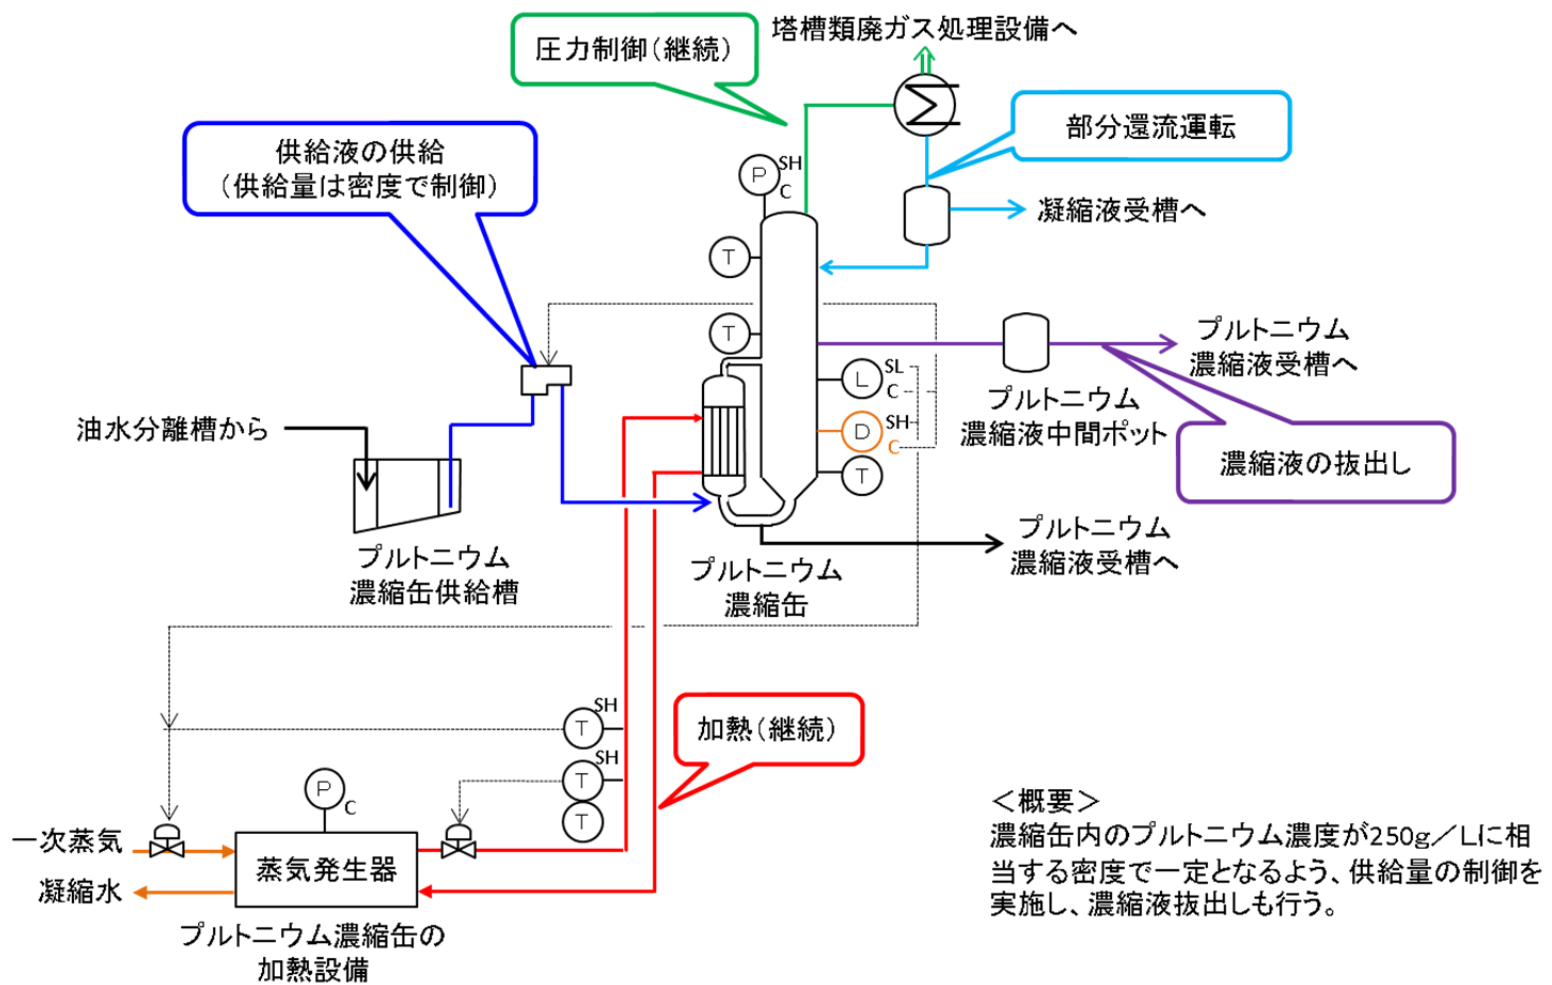 塔槽類廃ガス処理設備へ
圧力制御（継続）
部分還流運転
供給液の供給
（供給量は密度で制御）
P
SH
C
凝縮液受槽へ
T
T
プルトニウム
濃縮液受槽へ
L
SL
C
プルトニウム
濃縮液中間ポット
油水分離槽から
D
SH
C
濃縮液の抜出し
T
プルトニウム
濃縮液受槽へ
プルトニウム
濃縮缶供給槽
プルトニウム
濃縮缶
T
SH
加熱（継続）
T
SH
T
P
C
一次蒸気
蒸気発生器
凝縮水
プルトニウム濃縮缶の
加熱設備
＜概要＞
濃縮缶内のプルトニウム濃度が250g／Lに相
当する密度で一定となるよう、供給量の制御を
実施し、濃縮液抜出しも行う。